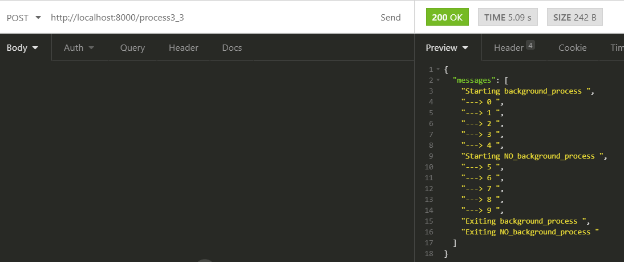 POST http://localhost:8000/process3_3 Send 200 OK TIME 5.09 s SIZE 242 B
Body Auth Query Header Docs Preview Header 4 Cookie Tim
1 {
2 "messages": [
3 "Starting background_process ",
4 "---> 0 ",
5 "---> 1 ",
6 "---> 2 ",
7 "---> 3 ",
8 "---> 4 ",
9 "Starting NO_background_process ",
10 "---> 5 ",
11 "---> 6 ",
12 "---> 7 ",
13 "---> 8 ",
14 "---> 9 ",
15 "Exiting background_process ",
16 "Exiting NO_background_process "
17 ]
18 }